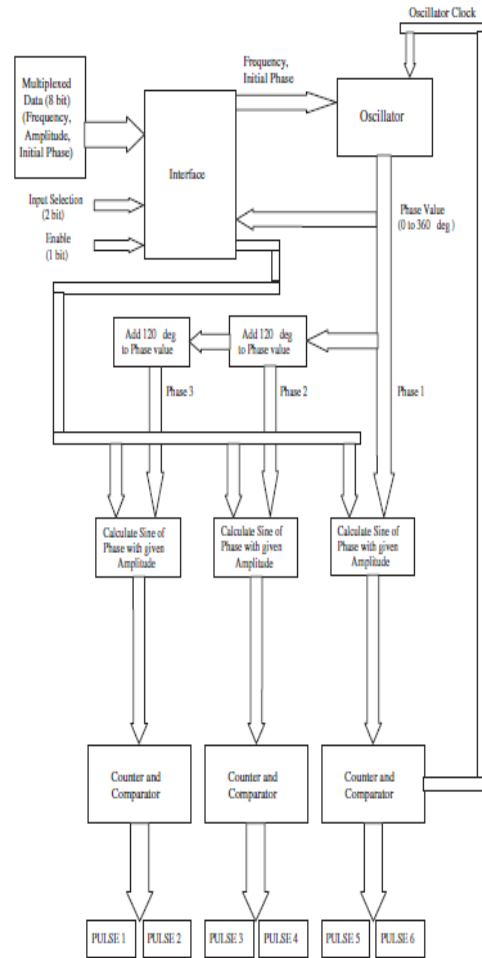 Oscillator Clock
Frequency,
Initial Phase
Multiplexed
Data (8 bit)
(Frequency,
Amplitude,
Initial Phase)
Oscillator
Interface
Input Selection
(2 bit)
Enable
(1 bit)
Phase Value
(0 to 360 deg )
Add 120 deg
to Phase value
Add 120 deg
to Phase value
Phase 3
Phase 2
Phase 1
Calculate Sine of
Phase with given
Amplitude
Calculate Sine of
Phase with given
Amplitude
Calculate Sine of
Phase with given
Amplitude
Counter and
Comparator
Counter and
Comparator
Counter and
Comparator
PULSE 1
PULSE 2
PULSE 3
PULSE 4
PULSE 5
PULSE 6